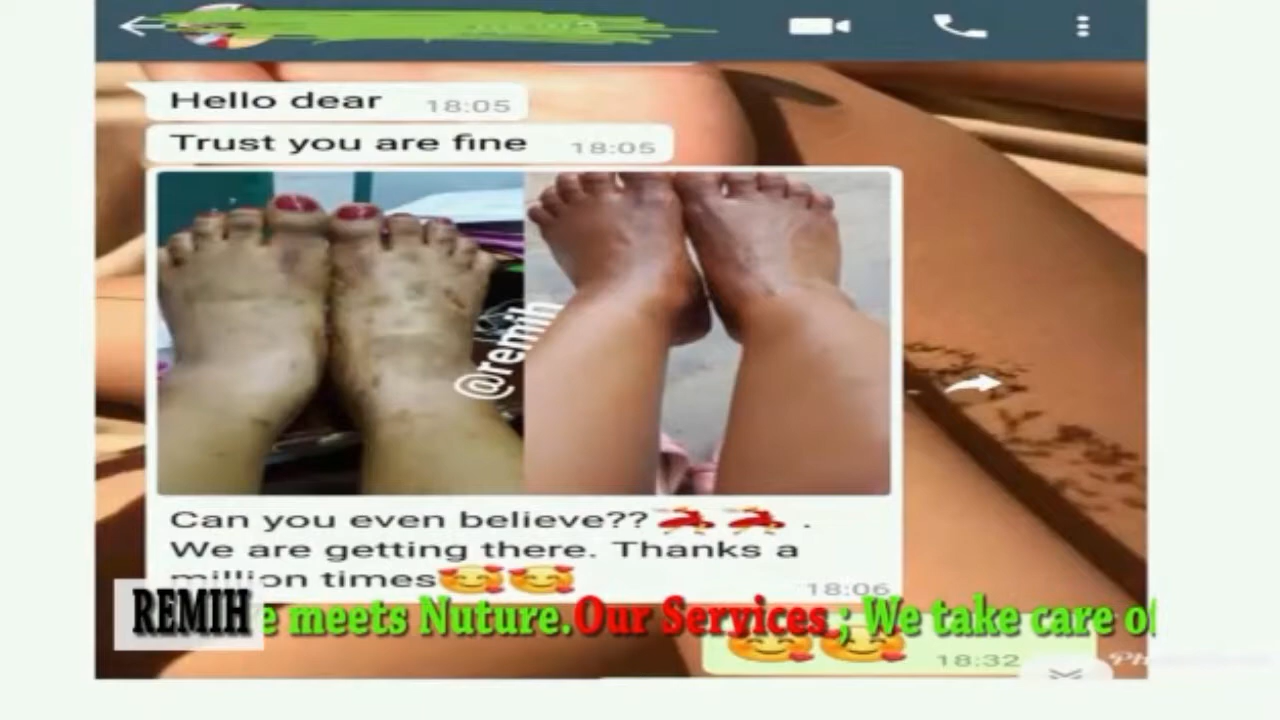 Hello dear 18:05
Trust you are fine 18:05
@remih
Can you even believe?? .
We are getting there. Thanks a
million times 18:06
REMIH e meets Nuture.Our Services ; We take care of
18:32